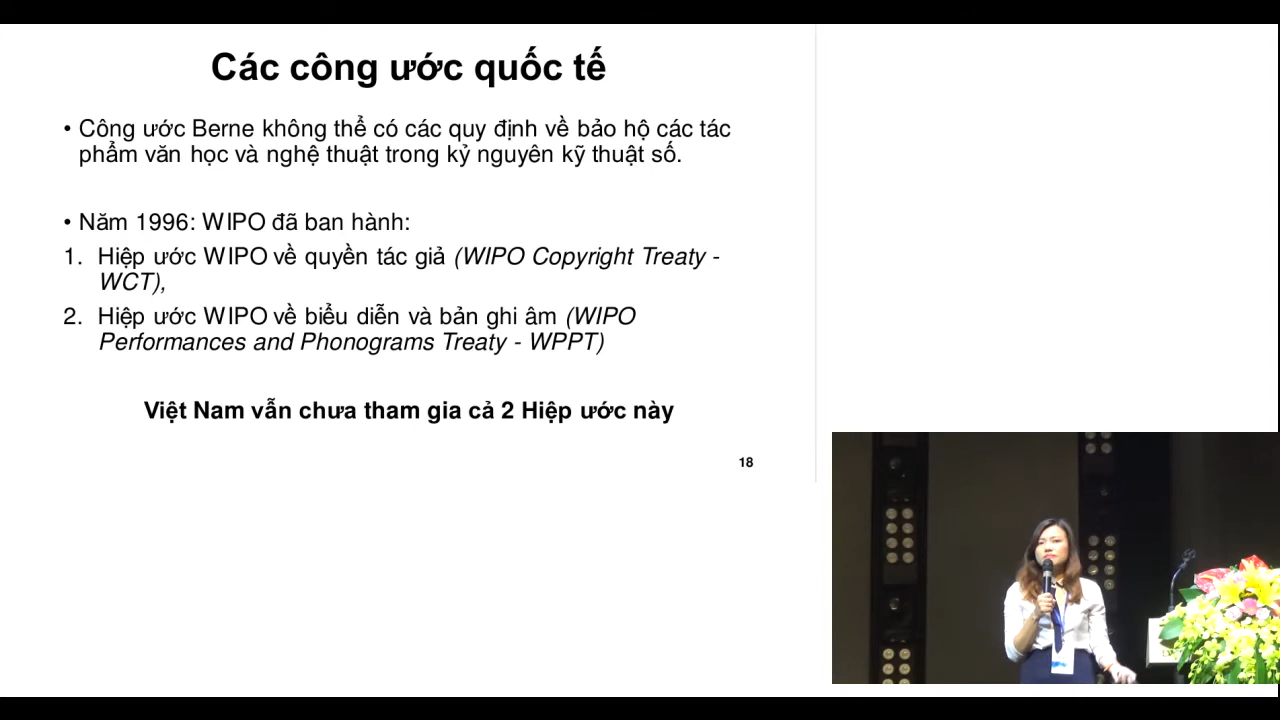 Các công ước quốc tế
• Công ước Berne không thể có các quy định về bảo hộ các tác
phẩm văn học và nghệ thuật trong kỷ nguyên kỹ thuật số.
• Năm 1996: WIPO đã ban hành:
1. Hiệp ước WIPO về quyền tác giả (WIPO Copyright Treaty -
WCT),
2. Hiệp ước WIPO về biểu diễn và bản ghi âm (WIPO
Performances and Phonograms Treaty - WPPT)
Việt Nam vẫn chưa tham gia cả 2 Hiệp ước này
18